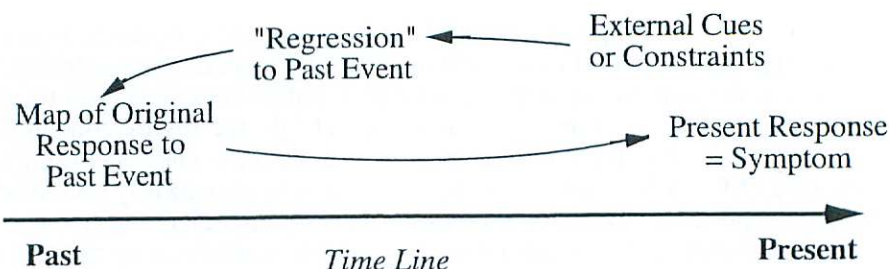 External Cues
or Constraints
"Regression"
to Past Event
Map of Original
Response to
Past Event
Present Response
= Symptom
Past
Time Line
Present